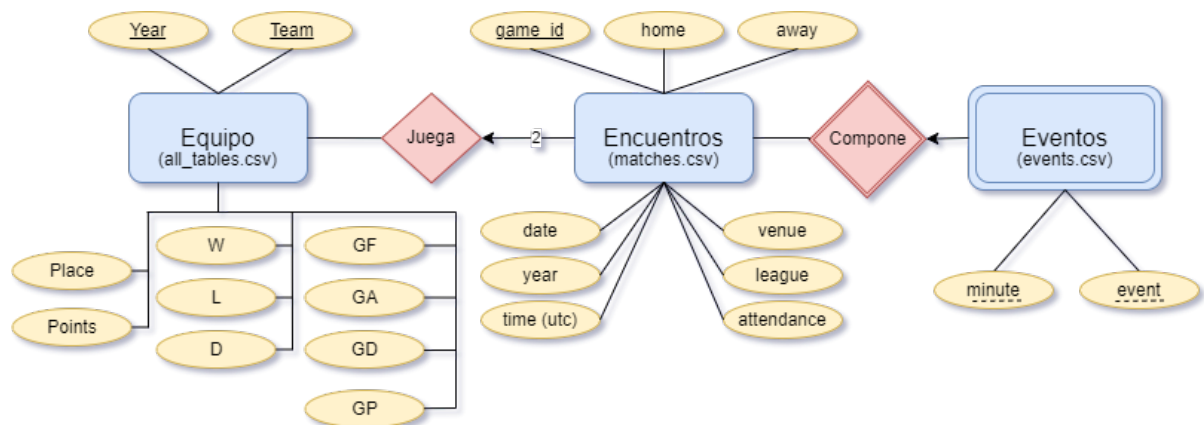 Year
Team
game_id
home
away
Equipo
(all_tables.csv)
Juega
2
Encuentros
(matches.csv)
Compone
Eventos
(events.csv)
Place
Points
W
L
D
GF
GA
GD
GP
date
year
time (utc)
venue
league
attendance
minute
event